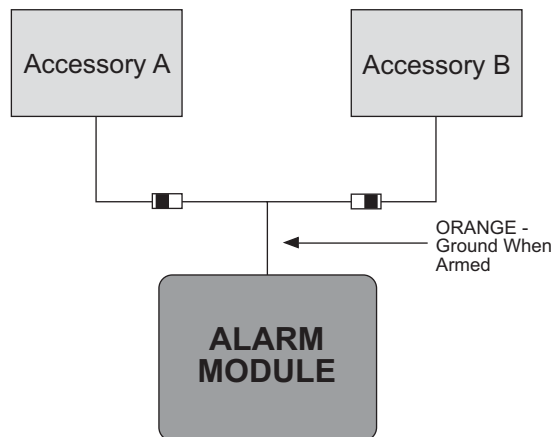 Accessory A
Accessory B
ORANGE -
Ground When
Armed
ALARM
MODULE